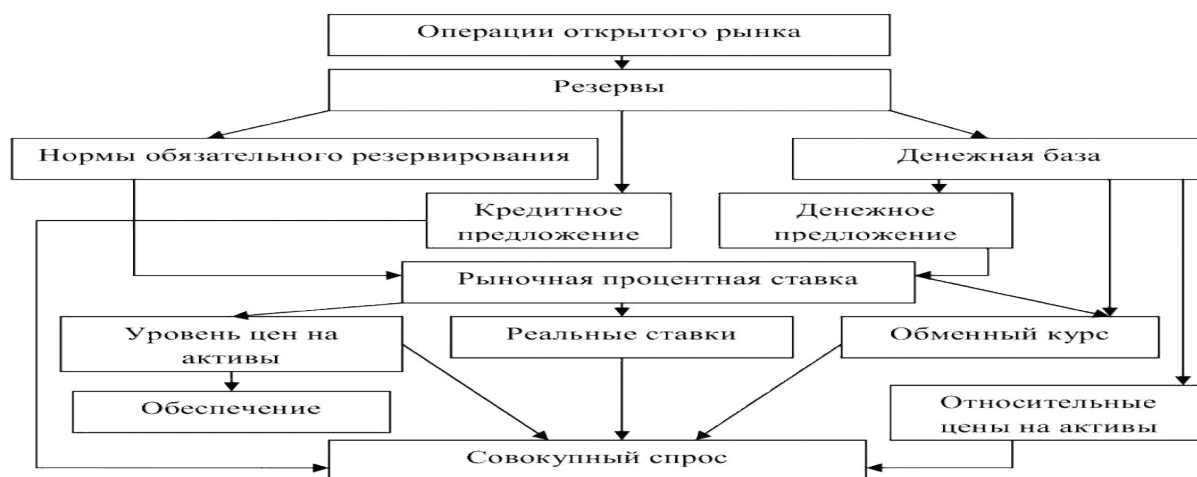 Операции открытого рынка
Резервы
Нормы обязательного резервирования
Денежная база
Кредитное
предложение
Денежное
предложение
Рыночная процентная ставка
Уровень цен на
активы
Реальные ставки
Обменный курс
Обеспечение
Относительные
цены на активы
Совокупный спрос